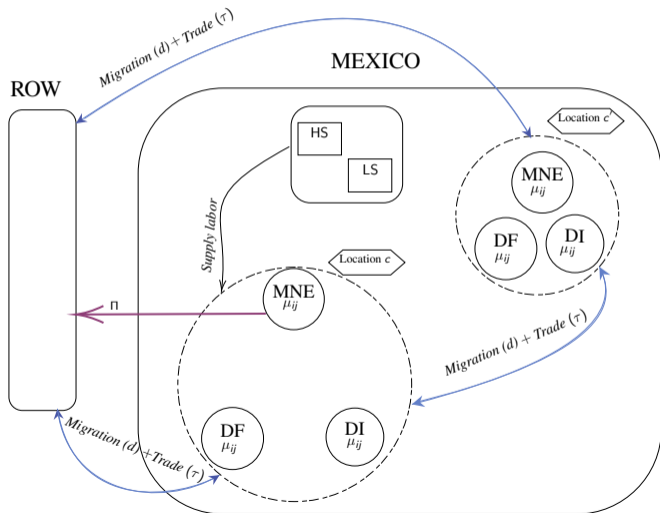 Migration (d) + Trade (τ)
MEXICO
ROW
HS
LS
Location c'
MNE
μij
DF
μij
DI
μij
Supply labor
Location c
MNE
μij
Π
Migration (d) + Trade (τ)
DF
μij
DI
μij
Migration (d) +Trade (τ)